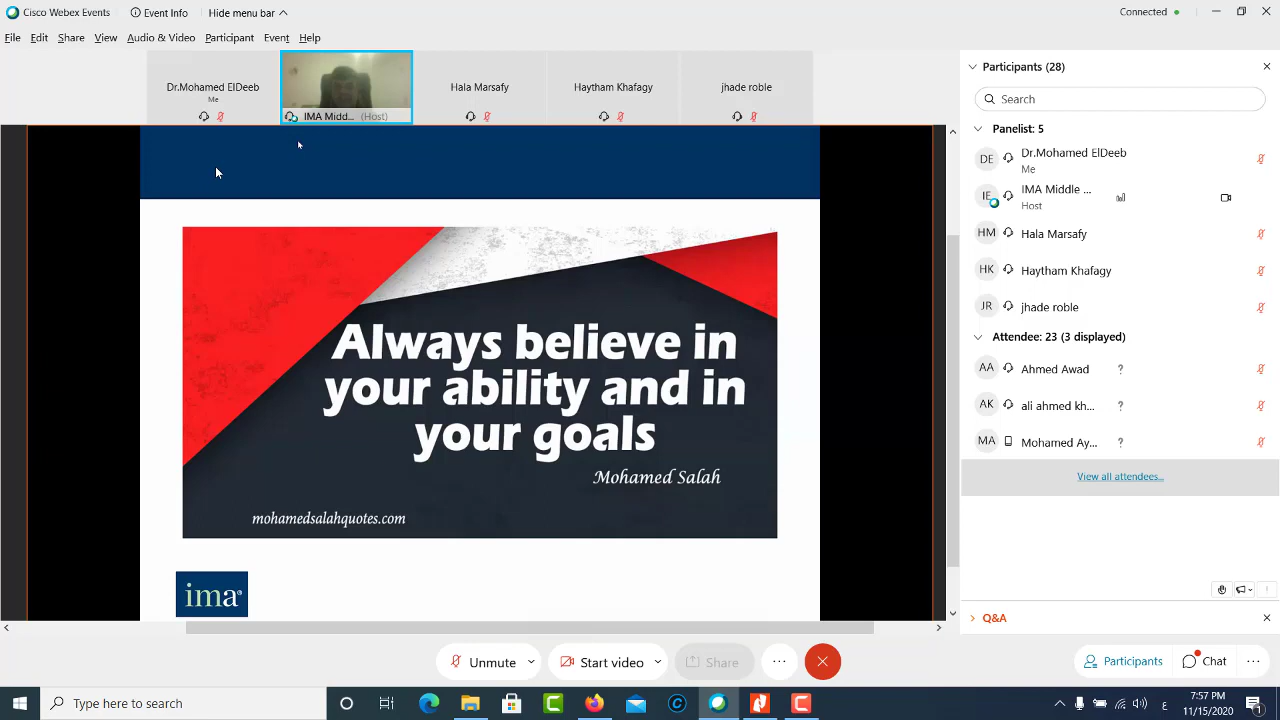 Cisco Webex Events
Event Info
Hide menu bar
Connected
File Edit Share View Audio & Video Participant Event Help
Dr.Mohamed ElDeeb
Me
IMA Midd... (Host)
Hala Marsafy
Haytham Khafagy
jhade roble
Always believe in
your ability and in
your goals
Mohamed Salah
mohamedsalahquotes.com
ima®
Participants (28)
Search
Panelist: 5
DE Dr.Mohamed ElDeeb
Me
IE IMA Middle ...
Host
HM Hala Marsafy
HK Haytham Khafagy
JR jhade roble
Attendee: 23 (3 displayed)
AA Ahmed Awad ?
AK ali ahmed kh... ?
MA Mohamed Ay... ?
View all attendees...
Q&A
Unmute
Start video
Share
Participants
Chat
Type here to search
7:57 PM
11/15/2020